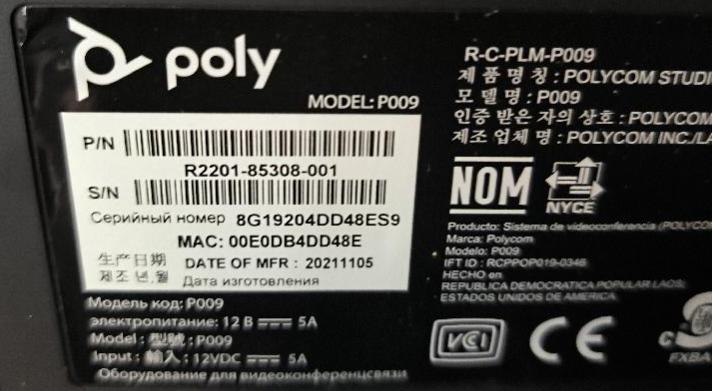 poly
MODEL: P009
P/N
R2201-85308-001
S/N
Серийный номер 8G19204DD48ES9
MAC: 00E0DB4DD48E
生产日期
제조 년,월
DATE OF MFR : 20211105
Дата изготовления
Модель код: P009
электропитание: 12 В 5A
Model : 型號 : P009
Input : 輸入 : 12VDC 5A
Оборудование для видеоконференцсвязи
R-C-PLM-P009
제 품 명 칭 : POLYCOM STUDI
모 델 명 : P009
인증 받은 자의 상호 : POLYCOM
제조 업체 명 : POLYCOM INC./LA
NOM
NYCE
Producto: Sistema de videoconferencia (POLYCO
Marca: Polycom
Modelo: P009
IFT ID : RCPPOP019-0346
HECHO en
REPUBLICA DEMOCRATICA POPULAR LAOS;
ESTADOS UNIDOS DE AMERICA.
VCI
CE
FXBA